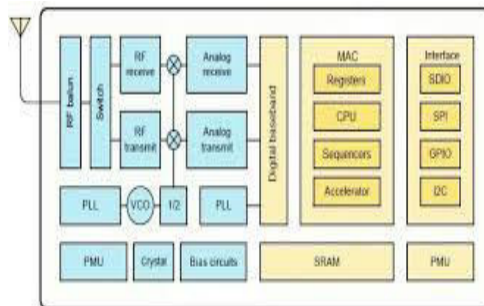 RF balun
Switch
RF
receive
Analog
receive
RF
transmit
Analog
transmit
PLL
VCO
1/2
PLL
PMU
Crystal
Bias circuits
Digital baseband
MAC
Registers
CPU
Sequencers
Accelerator
Interface
SDIO
SPI
GPIO
I2C
SRAM
PMU